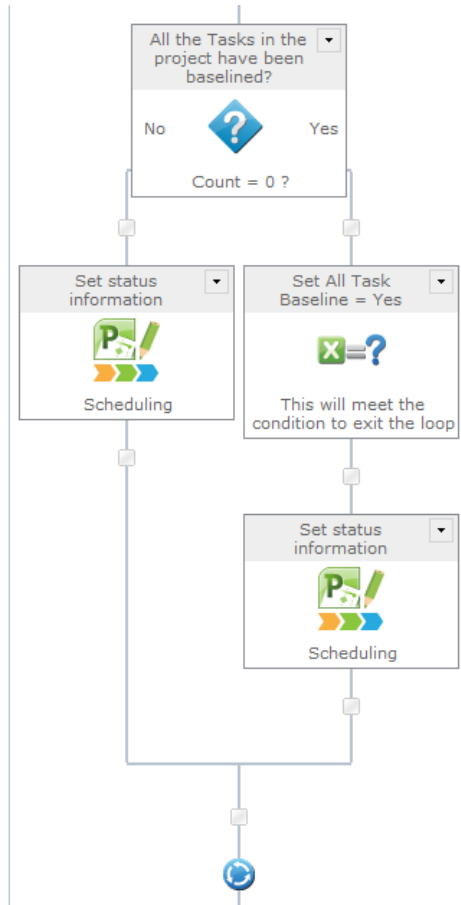 All the Tasks in the
project have been
baselined?
No
Yes
Count = 0 ?
Set status
information
Scheduling
Set All Task
Baseline = Yes
This will meet the
condition to exit the loop
Set status
information
Scheduling